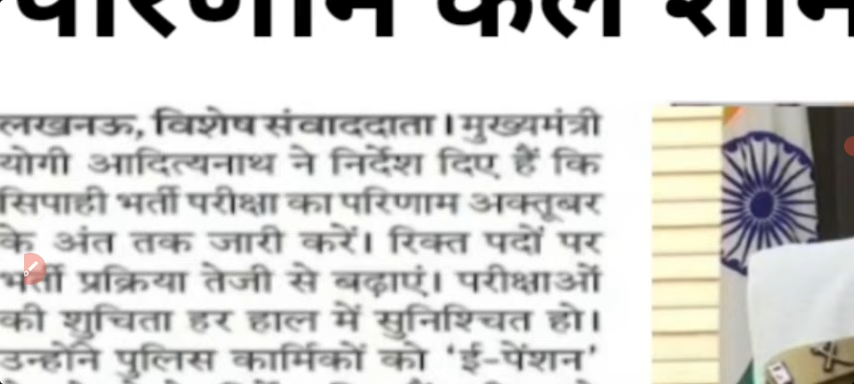 परिणाम कल शाम
लखनऊ, विशेष संवाददाता। मुख्यमंत्री
योगी आदित्यनाथ ने निर्देश दिए हैं कि
सिपाही भर्ती परीक्षा का परिणाम अक्तूबर
के अंत तक जारी करें। रिक्त पदों पर
भर्ती प्रक्रिया तेजी से बढ़ाएं। परीक्षाओं
की शुचिता हर हाल में सुनिश्चित हो।
उन्होंने पुलिस कार्मिकों को ‘ई-पेंशन’